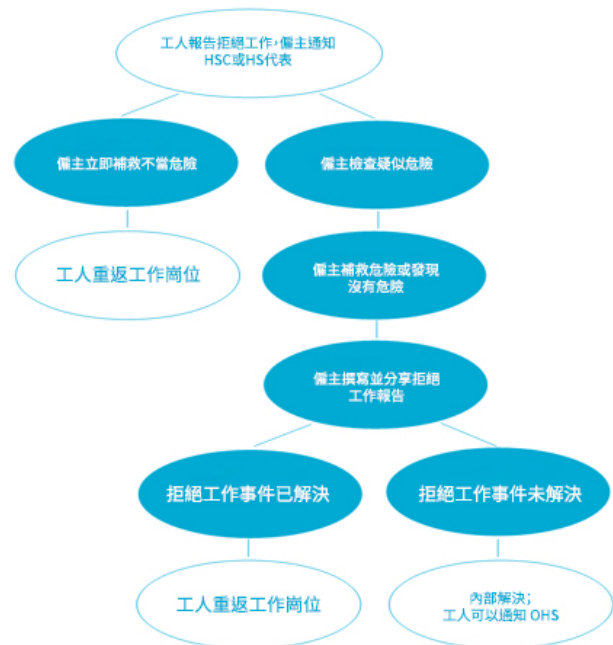 工人報告拒絕工作，僱主通知
HSC或HS代表
僱主立即補救不當危險
僱主檢查疑似危險
工人重返工作崗位
僱主補救危險或發現
沒有危險
僱主撰寫並分享拒絕
工作報告
拒絕工作事件已解決
拒絕工作事件未解決
工人重返工作崗位
內部解決；
工人可以通知 OHS